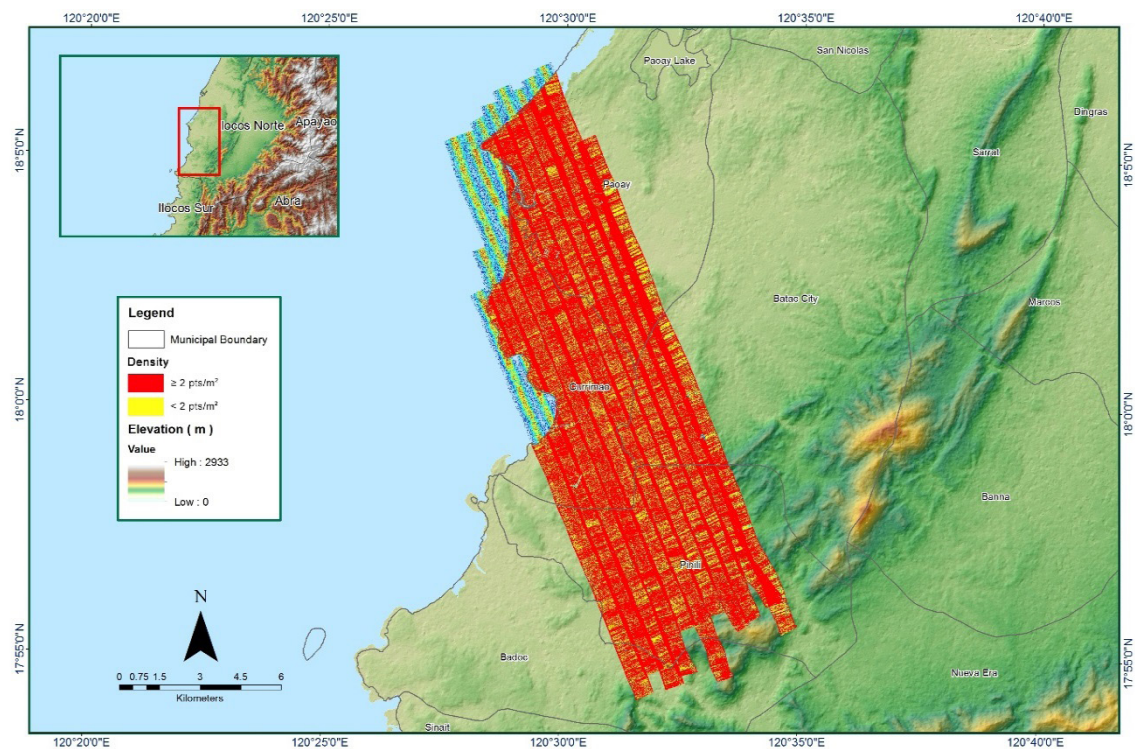 120°20'0"E 120°25'0"E 120°30'0"E 120°35'0"E 120°40'0"E
San Nicolas
Paoay Lake
Dingras
Ilocos Norte
Apayao
18°5'0"N
18°5'0"N
Sarrat
Paoay
Ilocos Sur
Abra
Batac City
Marcos
Legend
Municipal Boundary
Density
≥ 2 pts/m²
< 2 pts/m²
Elevation ( m )
Value
High : 2933
Low : 0
18°0'0"N
18°0'0"N
Currimao
Banna
Pinili
N
Badoc
17°55'0"N
17°55'0"N
Nueva Era
0 0.75 1.5 3 4.5 6
Kilometers
Sinait
120°20'0"E 120°25'0"E 120°30'0"E 120°35'0"E 120°40'0"E